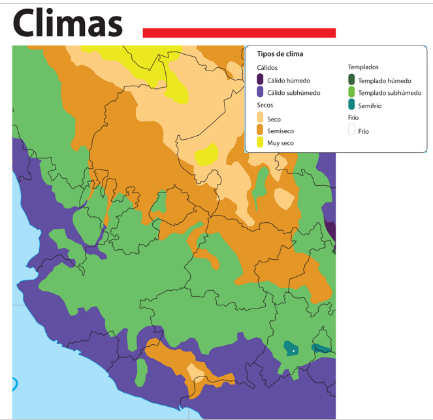 Climas
Tipos de clima
Cálidos
Cálido húmedo
Cálido subhúmedo
Secos
Seco
Semiseco
Muy seco
Templados
Templado húmedo
Templado subhúmedo
Semifrío
Frío
Frío